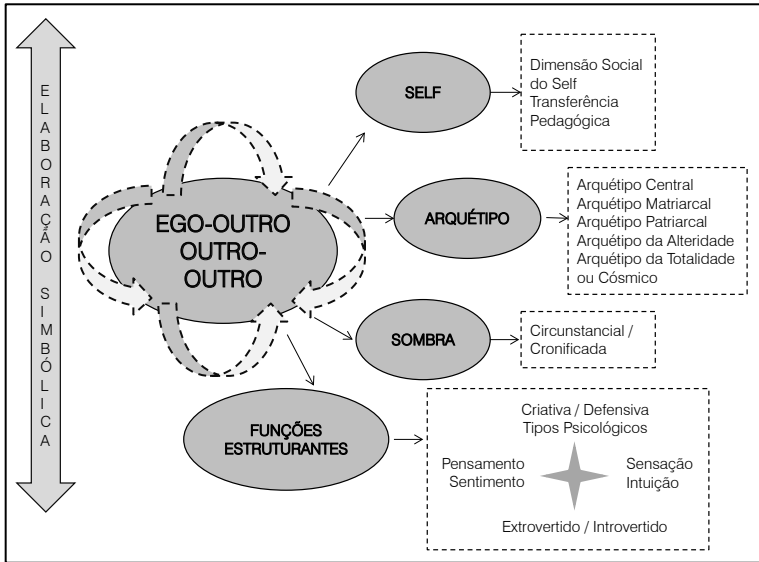 ELABORAÇÃO SIMBÓLICA
EGO-OUTRO
OUTRO-
OUTRO
SELF
Dimensão Social
do Self
Transferência
Pedagógica
ARQUÉTIPO
Arquétipo Central
Arquétipo Matriarcal
Arquétipo Patriarcal
Arquétipo da Alteridade
Arquétipo da Totalidade
ou Cósmico
SOMBRA
Circunstancial /
Cronificada
FUNÇÕES
ESTRUTURANTES
Criativa / Defensiva
Tipos Psicológicos
Pensamento
Sentimento
Sensação
Intuição
Extrovertido / Introvertido